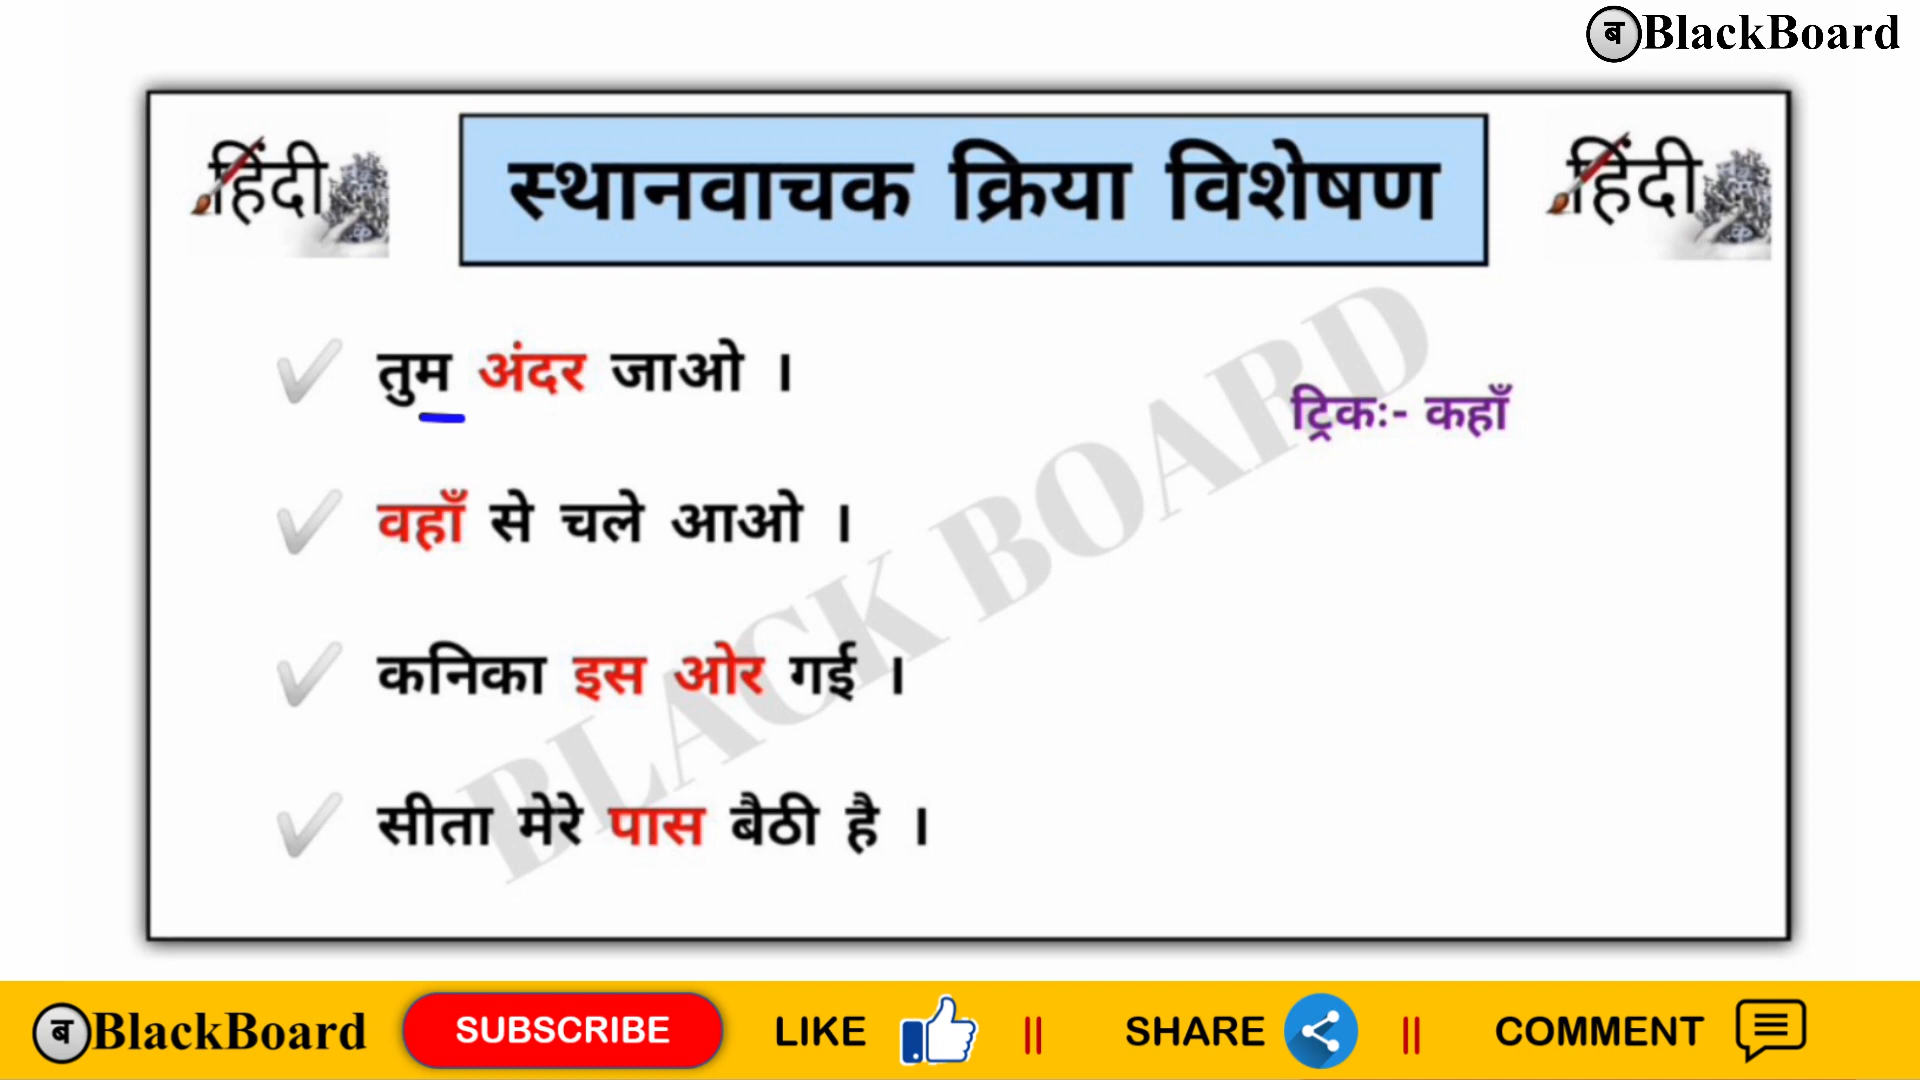 ब BlackBoard
हिंदी
स्थानवाचक क्रिया विशेषण
हिंदी
तुम अंदर जाओ ।
ट्रिकः- कहाँ
वहाँ से चले आओ ।
कनिका इस ओर गई ।
सीता मेरे पास बैठी है ।
BLACK BOARD
ब BlackBoard SUBSCRIBE LIKE || SHARE || COMMENT